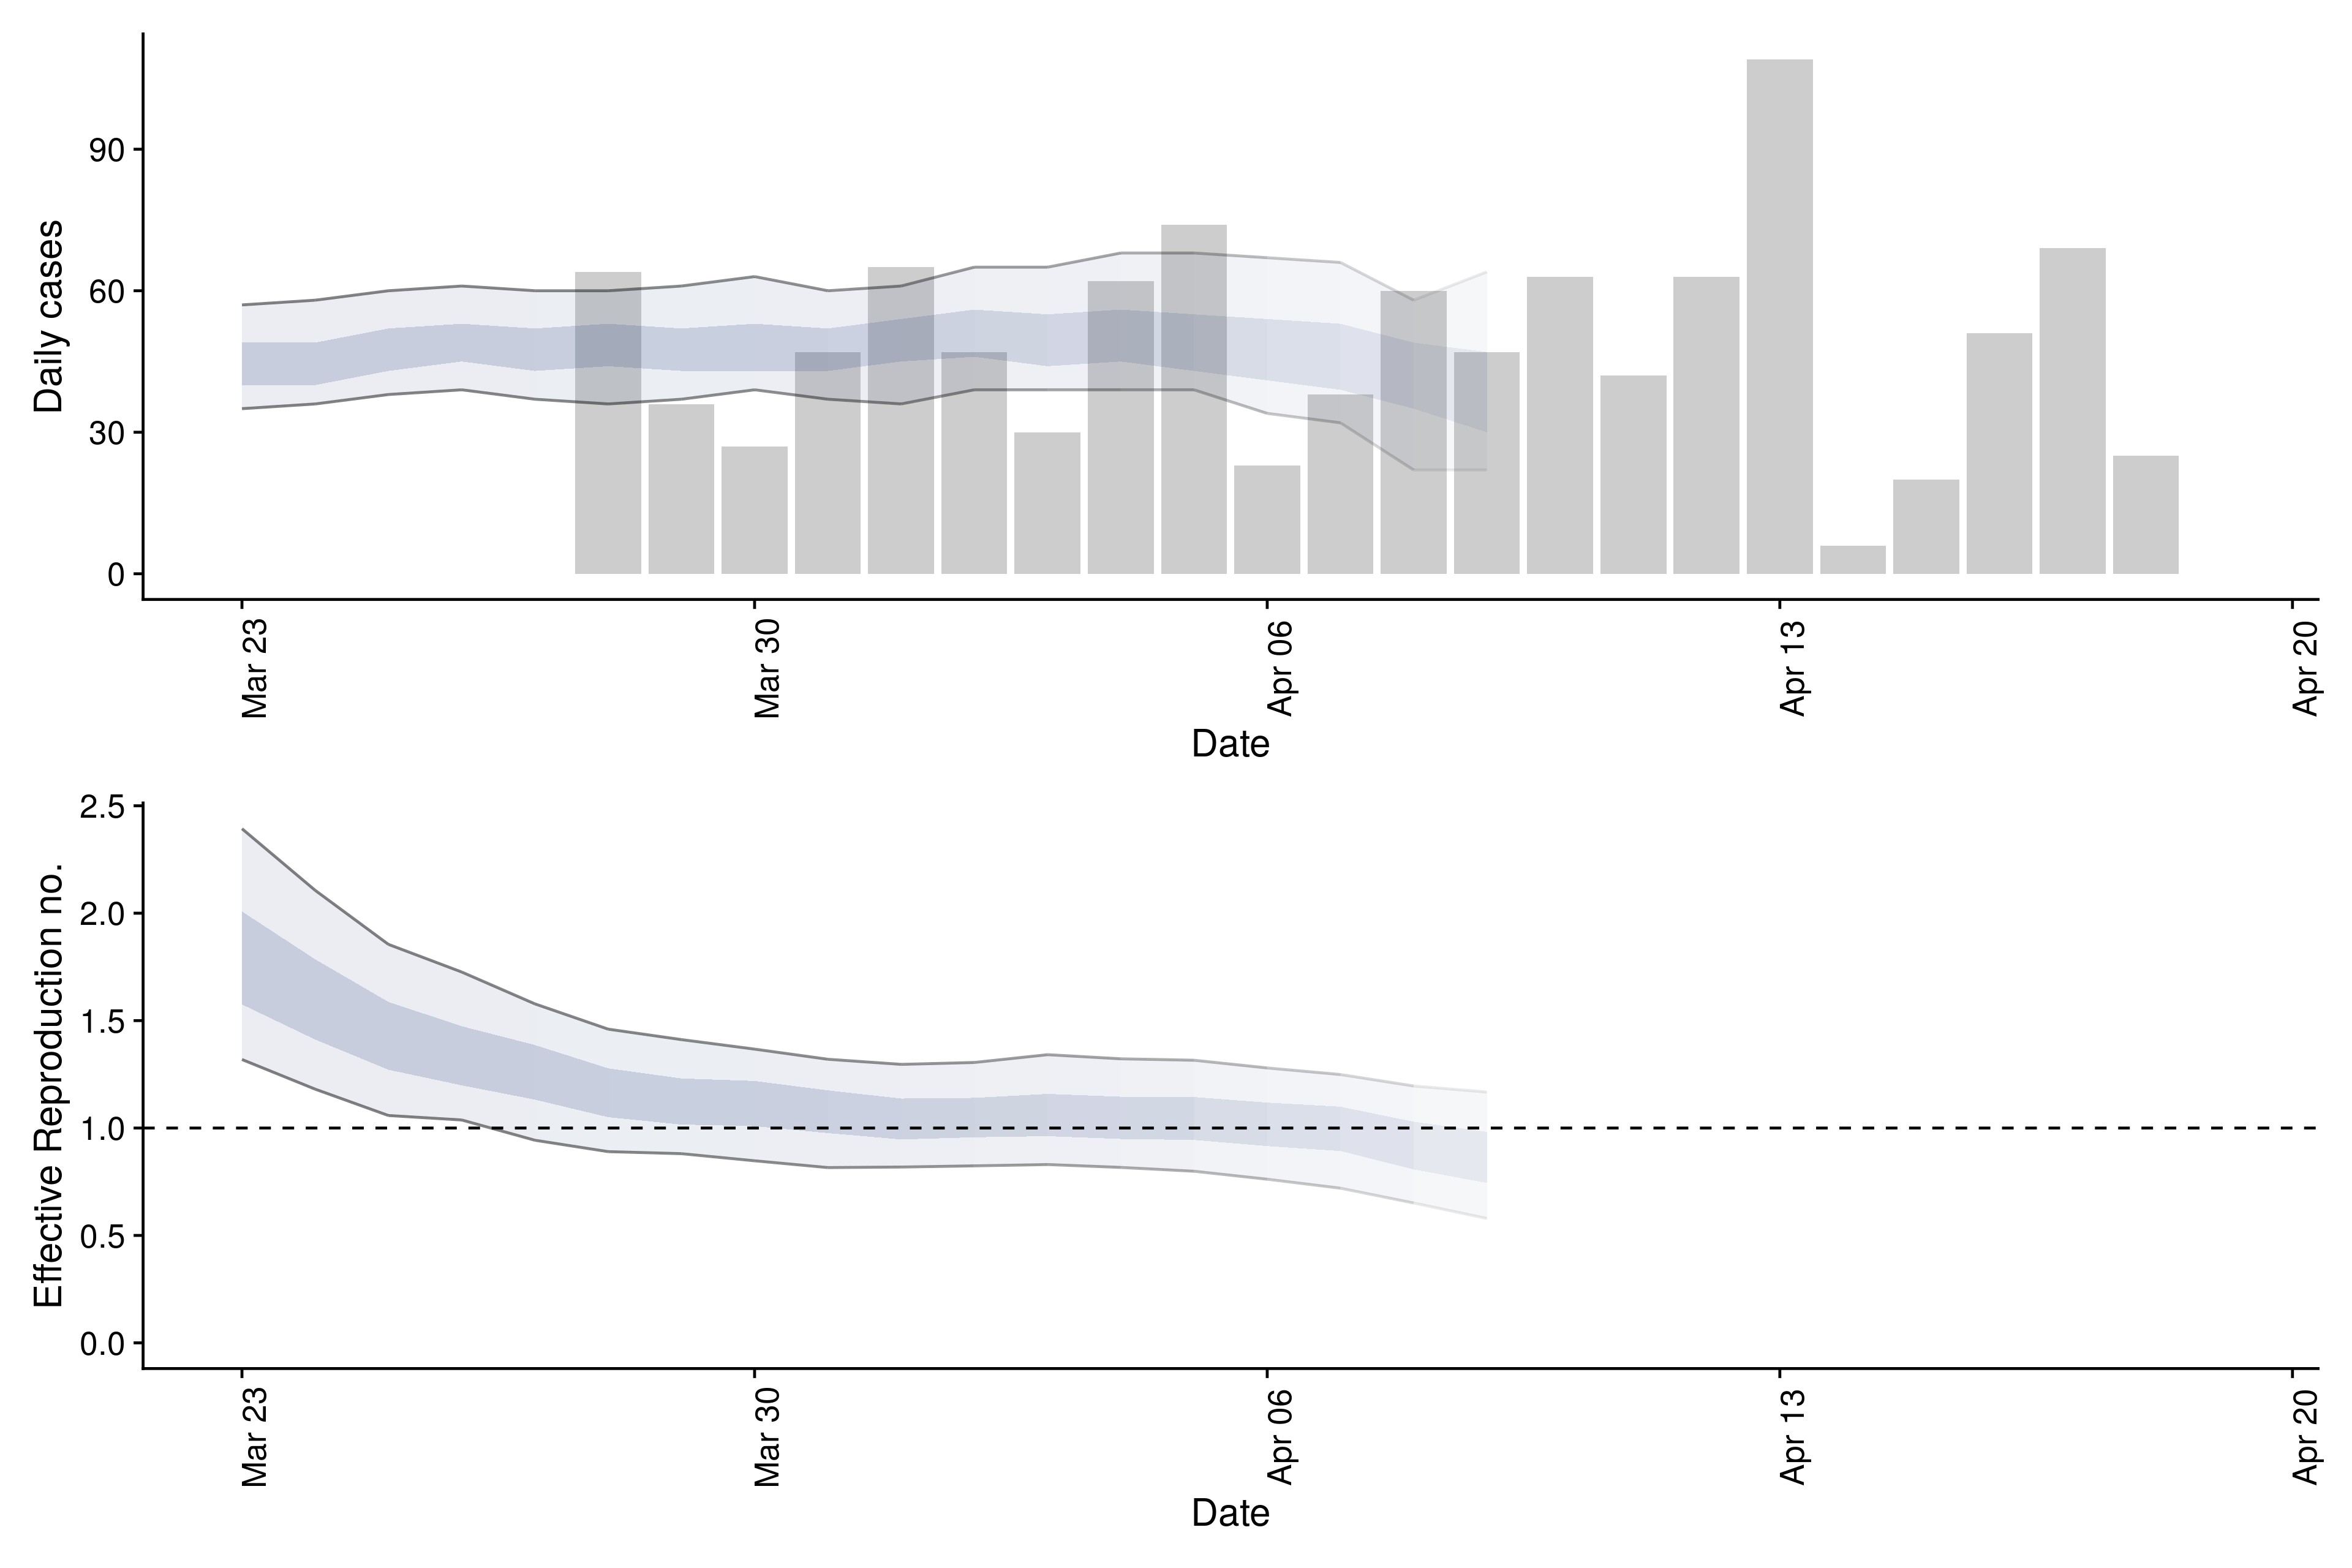 Daily cases
90
60
30
0
Mar 23
Mar 30
Apr 06
Apr 13
Apr 20
Date
Effective Reproduction no.
2.5
2.0
1.5
1.0
0.5
0.0
Mar 23
Mar 30
Apr 06
Apr 13
Apr 20
Date